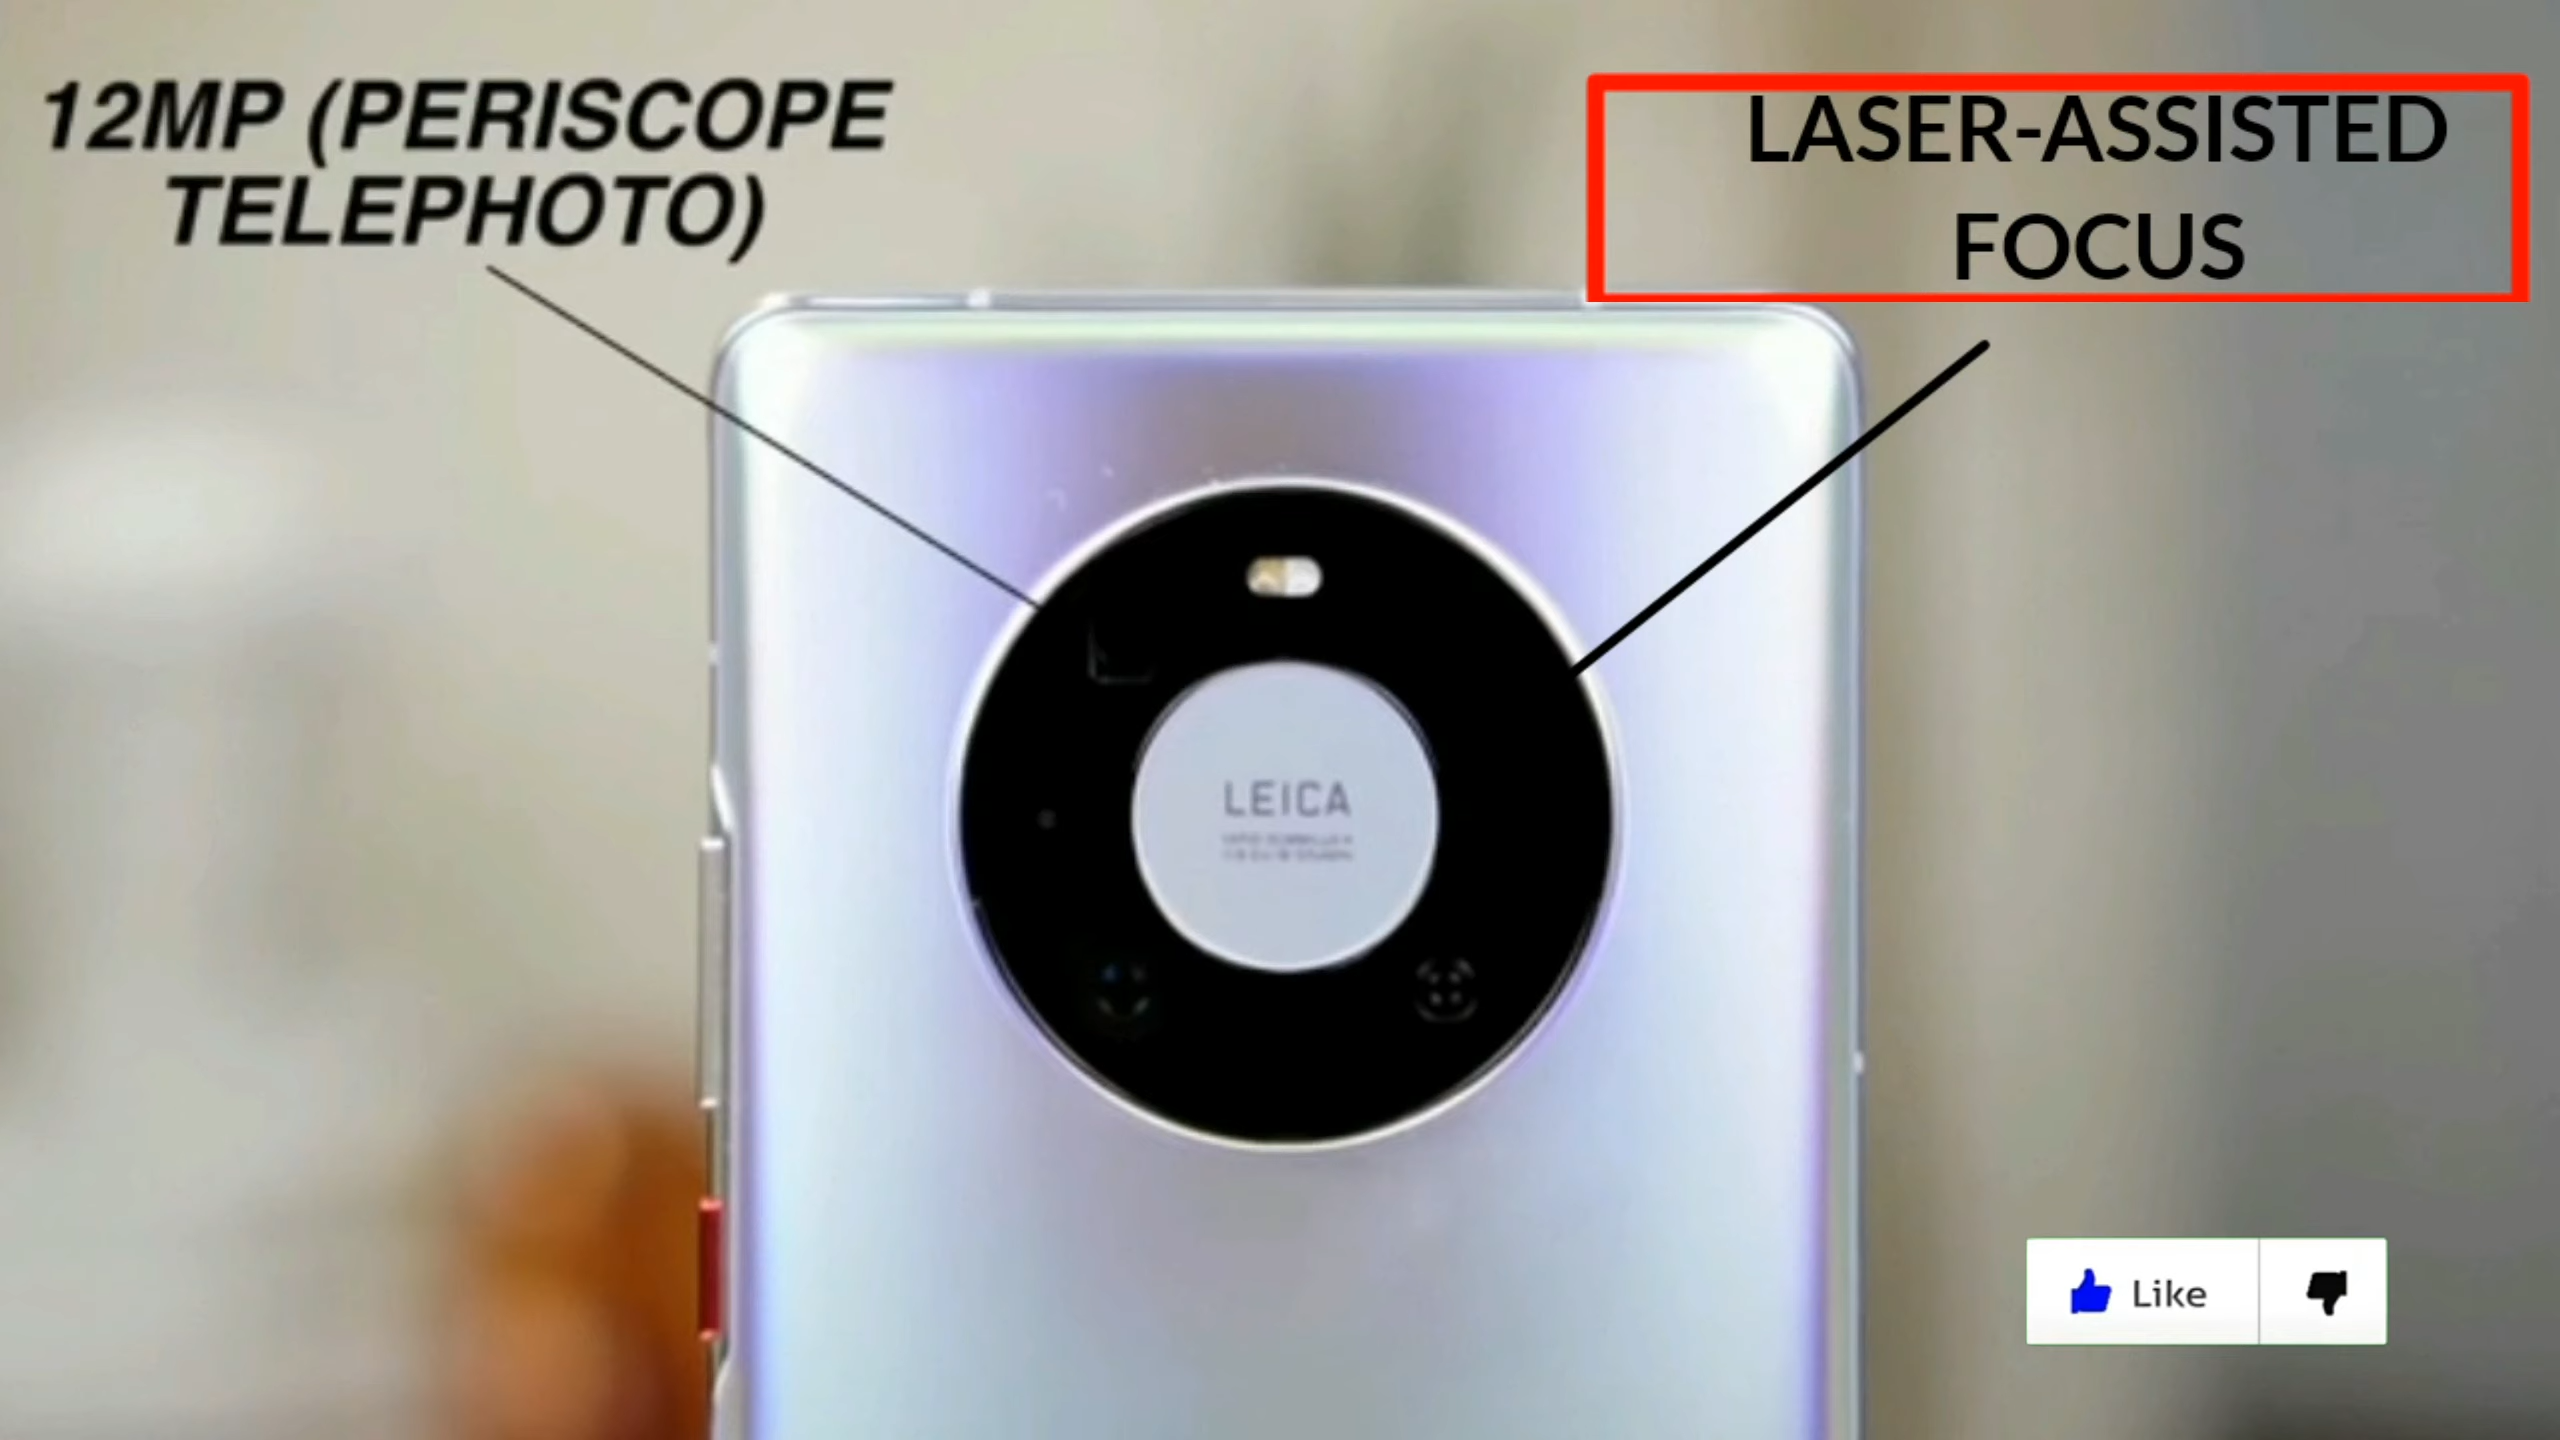 12MP (PERISCOPE
TELEPHOTO)
LASER-ASSISTED
FOCUS
LEICA
Like